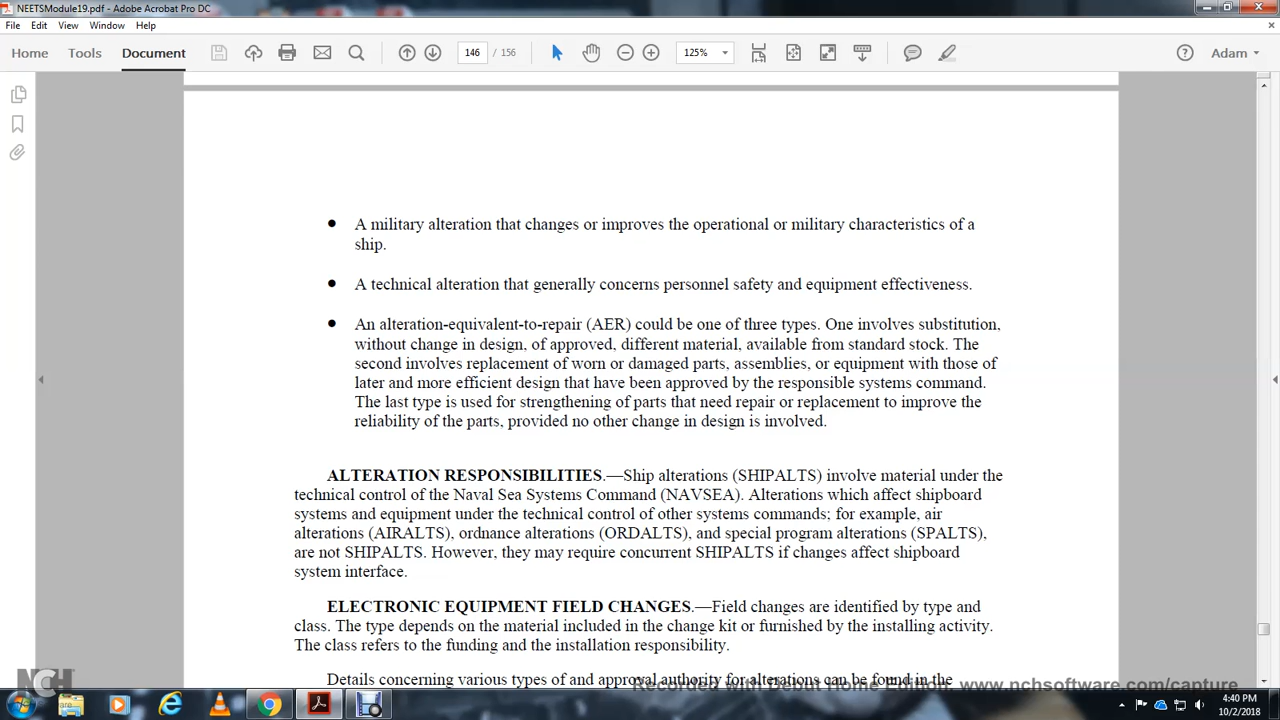 NEETSModule19.pdf - Adobe Acrobat Pro DC
File Edit View Window Help
Home Tools Document 146 / 156 125% Adam
• A military alteration that changes or improves the operational or military characteristics of a
ship.
• A technical alteration that generally concerns personnel safety and equipment effectiveness.
• An alteration-equivalent-to-repair (AER) could be one of three types. One involves substitution,
without change in design, of approved, different material, available from standard stock. The
second involves replacement of worn or damaged parts, assemblies, or equipment with those of
later and more efficient design that have been approved by the responsible systems command.
The last type is used for strengthening of parts that need repair or replacement to improve the
reliability of the parts, provided no other change in design is involved.
ALTERATION RESPONSIBILITIES.—Ship alterations (SHIPALTS) involve material under the
technical control of the Naval Sea Systems Command (NAVSEA). Alterations which affect shipboard
systems and equipment under the technical control of other systems commands; for example, air
alterations (AIRALTS), ordnance alterations (ORDALTS), and special program alterations (SPALTS),
are not SHIPALTS. However, they may require concurrent SHIPALTS if changes affect shipboard
system interface.
ELECTRONIC EQUIPMENT FIELD CHANGES.—Field changes are identified by type and
class. The type depends on the material included in the change kit or furnished by the installing activity.
The class refers to the funding and the installation responsibility.
Details concerning various types of and approval authority for alterations can be found in the
Recorded with Debut Home Edition. www.nchsoftware.com/capture
NCH
4:40 PM
10/2/2018